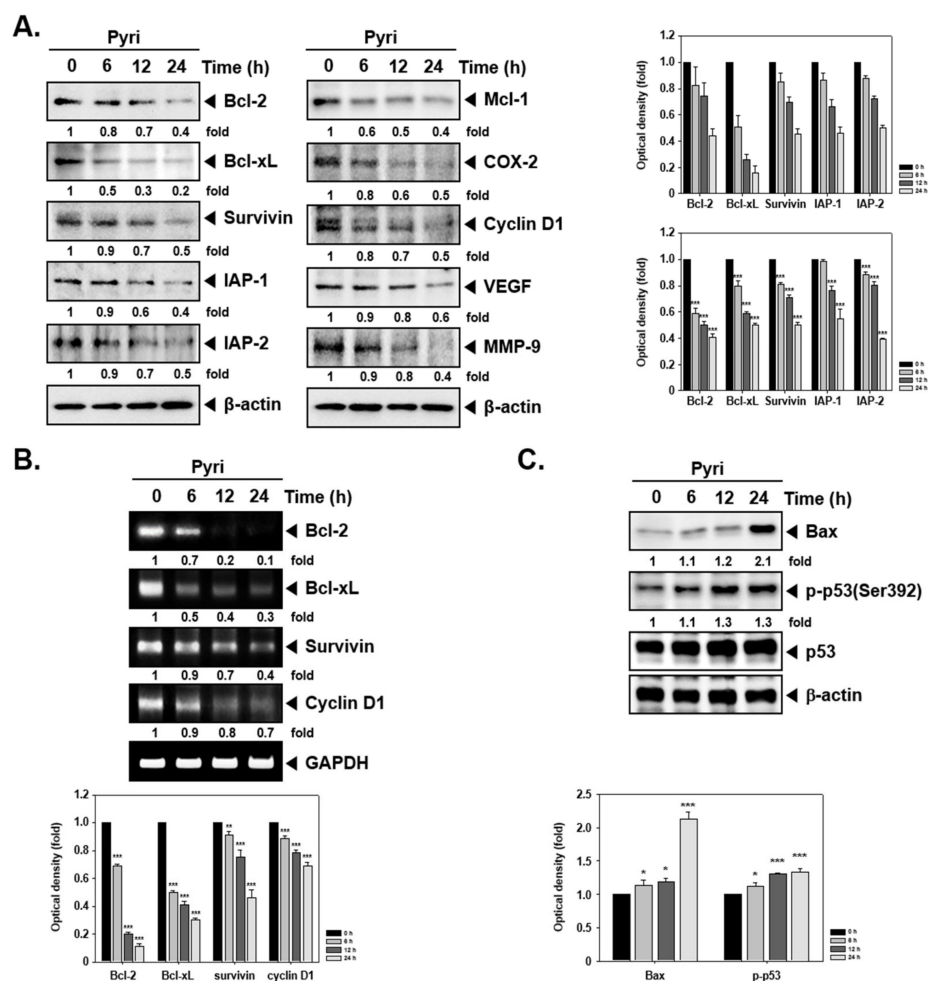 A.
Pyri
0 6 12 24 Time (h)
Bcl-2
1 0.8 0.7 0.4 fold
Bcl-xL
1 0.5 0.3 0.2 fold
Survivin
1 0.9 0.7 0.5 fold
IAP-1
1 0.9 0.6 0.4 fold
IAP-2
1 0.9 0.7 0.5 fold
β-actin
Pyri
0 6 12 24 Time (h)
Mcl-1
1 0.6 0.5 0.4 fold
COX-2
1 0.8 0.6 0.5 fold
Cyclin D1
1 0.8 0.7 0.5 fold
VEGF
1 0.9 0.8 0.6 fold
MMP-9
1 0.9 0.8 0.4 fold
β-actin
Optical density (fold)
1.2
1.0
0.8
0.6
0.4
0.2
0
Bcl-2 Bcl-xL Survivin IAP-1 IAP-2
0 h
6 h
12 h
24 h
Optical density (fold)
1.2
1.0
0.8
0.6
0.4
0.2
0
*** *** *** *** *** *** *** *** *** *** *** *** *** ***
Bcl-2 Bcl-xL Survivin IAP-1 IAP-2
0 h
6 h
12 h
24 h
B.
Pyri
0 6 12 24 Time (h)
Bcl-2
1 0.7 0.2 0.1 fold
Bcl-xL
1 0.5 0.4 0.3 fold
Survivin
1 0.9 0.7 0.4 fold
Cyclin D1
1 0.9 0.8 0.7 fold
GAPDH
Optical density (fold)
1.2
1.0
0.8
0.6
0.4
0.2
0
*** *** *** *** *** *** ** *** *** *** *** ***
Bcl-2 Bcl-xL survivin cyclin D1
0 h
6 h
12 h
24 h
C.
Pyri
0 6 12 24 Time (h)
Bax
1 1.1 1.2 2.1 fold
p-p53(Ser392)
1 1.1 1.3 1.3 fold
p53
β-actin
Optical density (fold)
2.5
2.0
1.5
1.0
0.5
0
* * *** * *** ***
Bax p-p53
0 h
6 h
12 h
24 h